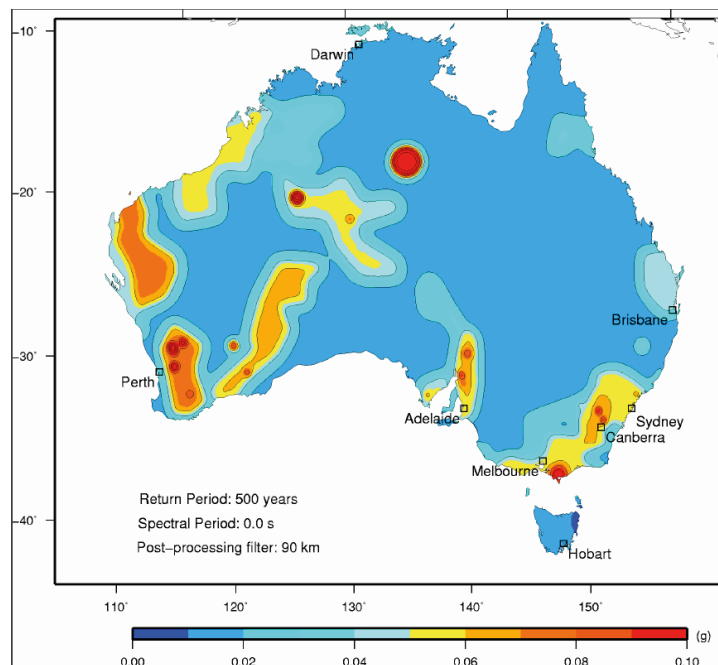 −10°
Darwin
−20°
Brisbane
−30°
Perth
Adelaide
Sydney
Canberra
Melbourne
Return Period: 500 years
Spectral Period: 0.0 s
−40°
Post−processing filter: 90 km
Hobart
110° 120° 130° 140° 150°
(g)
0.00 0.02 0.04 0.06 0.08 0.10